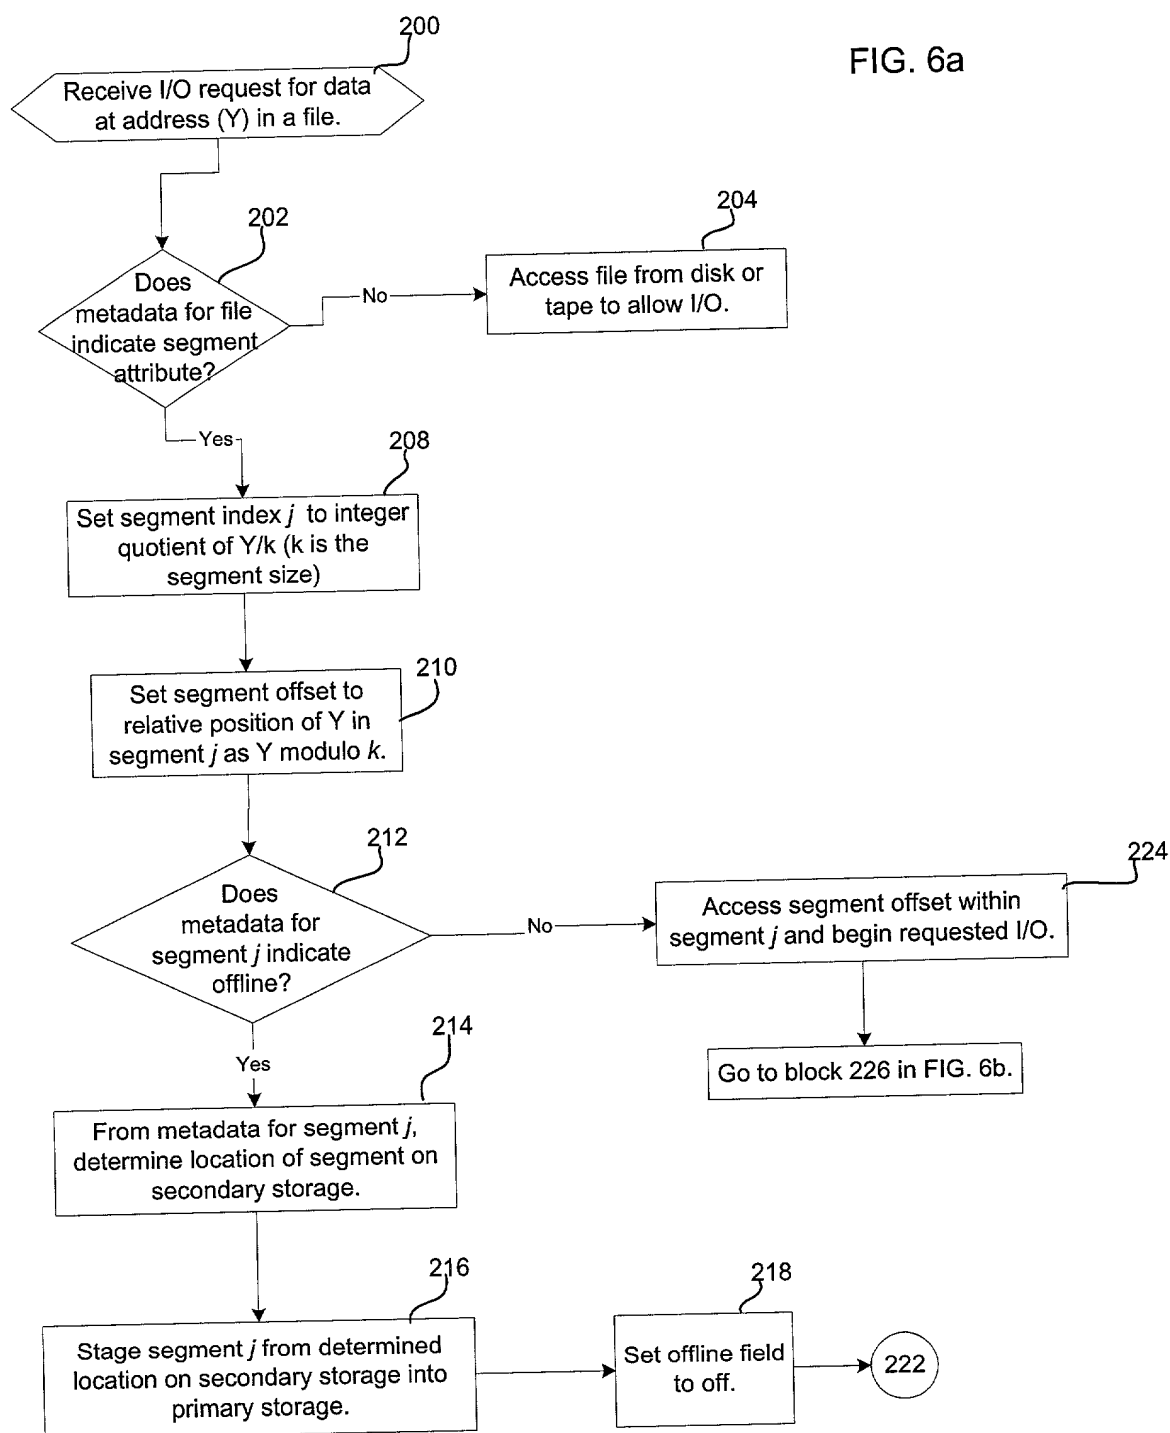 200
FIG. 6a
Receive I/O request for data
at address (Y) in a file.
202
204
Does
metadata for file
indicate segment
attribute?
No
Access file from disk or
tape to allow I/O.
Yes
208
Set segment index j to integer
quotient of Y/k (k is the
segment size)
210
Set segment offset to
relative position of Y in
segment j as Y modulo k.
212
224
Does
metadata for
segment j indicate
offline?
No
Access segment offset within
segment j and begin requested I/O.
Yes
214
Go to block 226 in FIG. 6b.
From metadata for segment j,
determine location of segment on
secondary storage.
216
218
Stage segment j from determined
location on secondary storage into
primary storage.
Set offline field
to off.
222